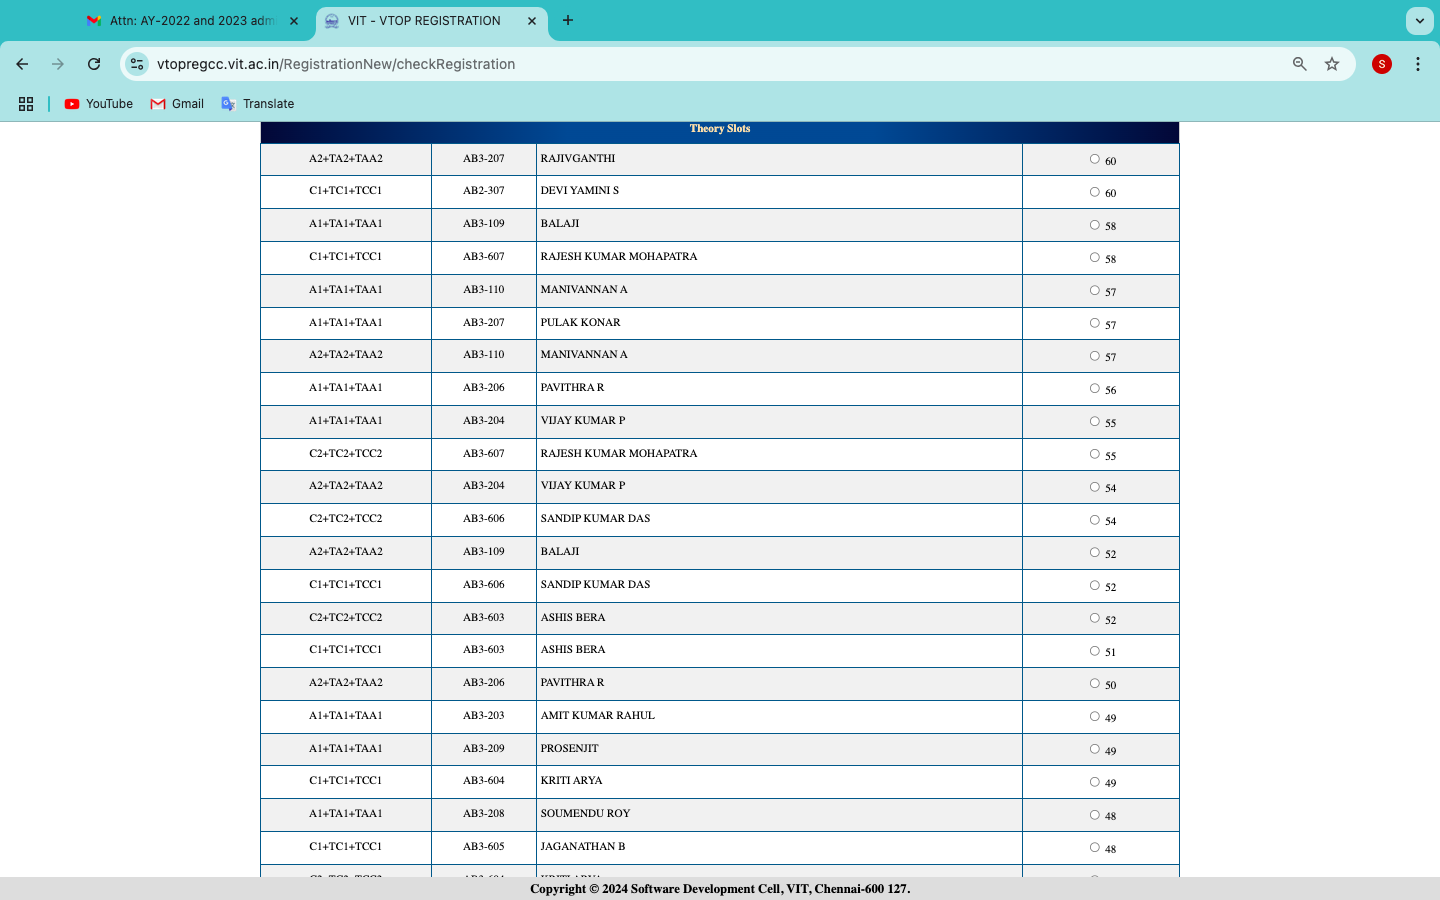 Attn: AY-2022 and 2023 adm
VIT - VTOP REGISTRATION
vtopregcc.vit.ac.in/RegistrationNew/checkRegistration
S
YouTube Gmail Translate
Theory Slots
A2+TA2+TAA2 AB3-207 RAJIVGANTHI 60
C1+TC1+TCC1 AB2-307 DEVI YAMINI S 60
A1+TA1+TAA1 AB3-109 BALAJI 58
C1+TC1+TCC1 AB3-607 RAJESH KUMAR MOHAPATRA 58
A1+TA1+TAA1 AB3-110 MANIVANNAN A 57
A1+TA1+TAA1 AB3-207 PULAK KONAR 57
A2+TA2+TAA2 AB3-110 MANIVANNAN A 57
A1+TA1+TAA1 AB3-206 PAVITHRA R 56
A1+TA1+TAA1 AB3-204 VIJAY KUMAR P 55
C2+TC2+TCC2 AB3-607 RAJESH KUMAR MOHAPATRA 55
A2+TA2+TAA2 AB3-204 VIJAY KUMAR P 54
C2+TC2+TCC2 AB3-606 SANDIP KUMAR DAS 54
A2+TA2+TAA2 AB3-109 BALAJI 52
C1+TC1+TCC1 AB3-606 SANDIP KUMAR DAS 52
C2+TC2+TCC2 AB3-603 ASHIS BERA 52
C1+TC1+TCC1 AB3-603 ASHIS BERA 51
A2+TA2+TAA2 AB3-206 PAVITHRA R 50
A1+TA1+TAA1 AB3-203 AMIT KUMAR RAHUL 49
A1+TA1+TAA1 AB3-209 PROSENJIT 49
C1+TC1+TCC1 AB3-604 KRITI ARYA 49
A1+TA1+TAA1 AB3-208 SOUMENDU ROY 48
C1+TC1+TCC1 AB3-605 JAGANATHAN B 48
Copyright © 2024 Software Development Cell, VIT, Chennai-600 127.